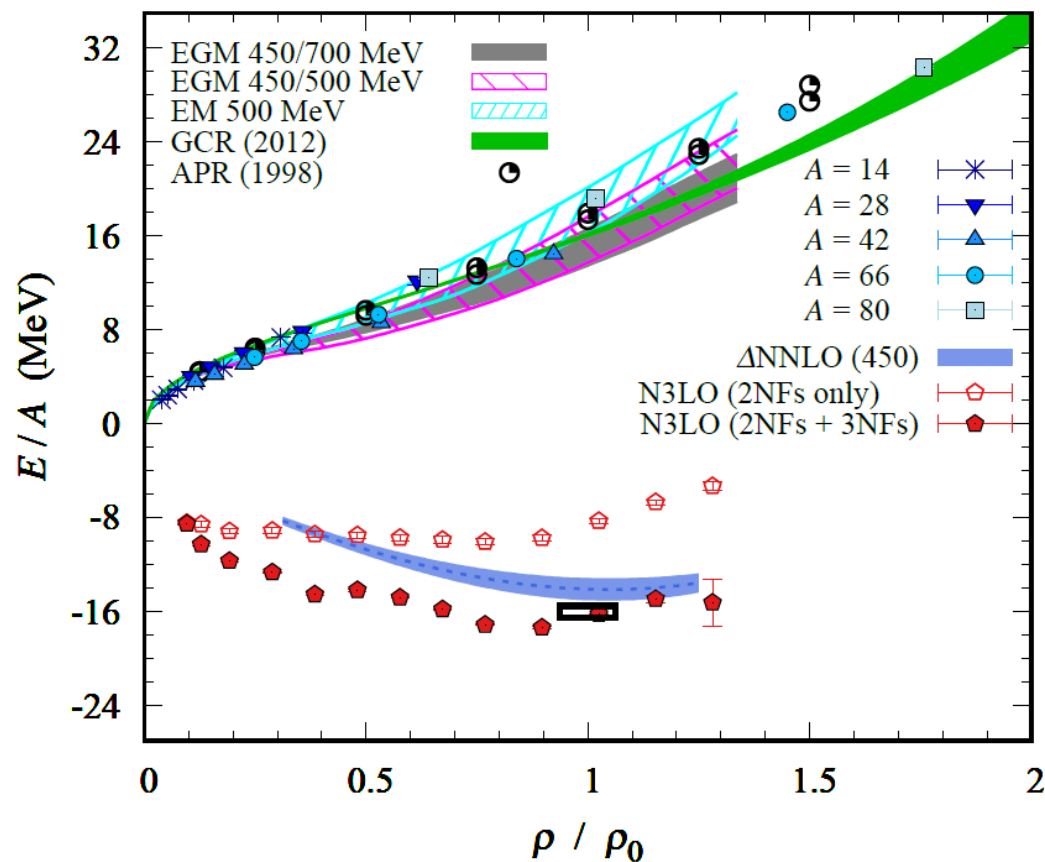 32
24
16
8
0
-8
-16
-24
E / A (MeV)
EGM 450/700 MeV
EGM 450/500 MeV
EM 500 MeV
GCR (2012)
APR (1998)
A = 14
A = 28
A = 42
A = 66
A = 80
ΔNNLO (450)
N3LO (2NFs only)
N3LO (2NFs + 3NFs)
0
0.5
1
1.5
2
ρ / ρ₀